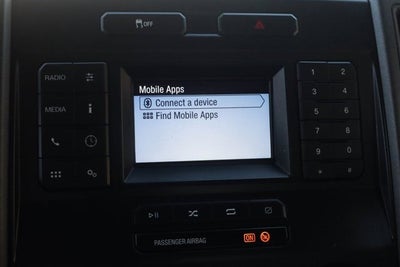 OFF
RADIO
MEDIA
i
Mobile Apps
Connect a device
Find Mobile Apps
1 2
3 4
5 6
7 8
9 0
* #
PASSENGER AIRBAG
ON